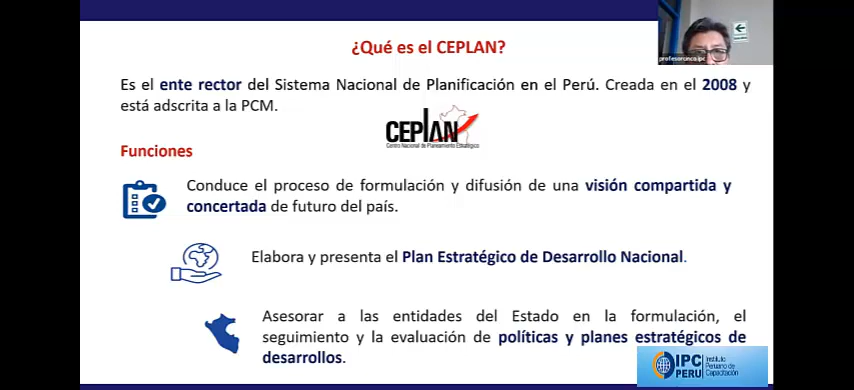 ¿Qué es el CEPLAN?
profesorunca.ipc
Es el ente rector del Sistema Nacional de Planificación en el Perú. Creada en el 2008 y
está adscrita a la PCM.
CEPLAN
Centro Nacional de Planeamiento Estratégico
Funciones
Conduce el proceso de formulación y difusión de una visión compartida y
concertada de futuro del país.
Elabora y presenta el Plan Estratégico de Desarrollo Nacional.
Asesorar a las entidades del Estado en la formulación, el
seguimiento y la evaluación de políticas y planes estratégicos de
desarrollos.
IPC
PERU
Instituto
Peruano de
Capacitación